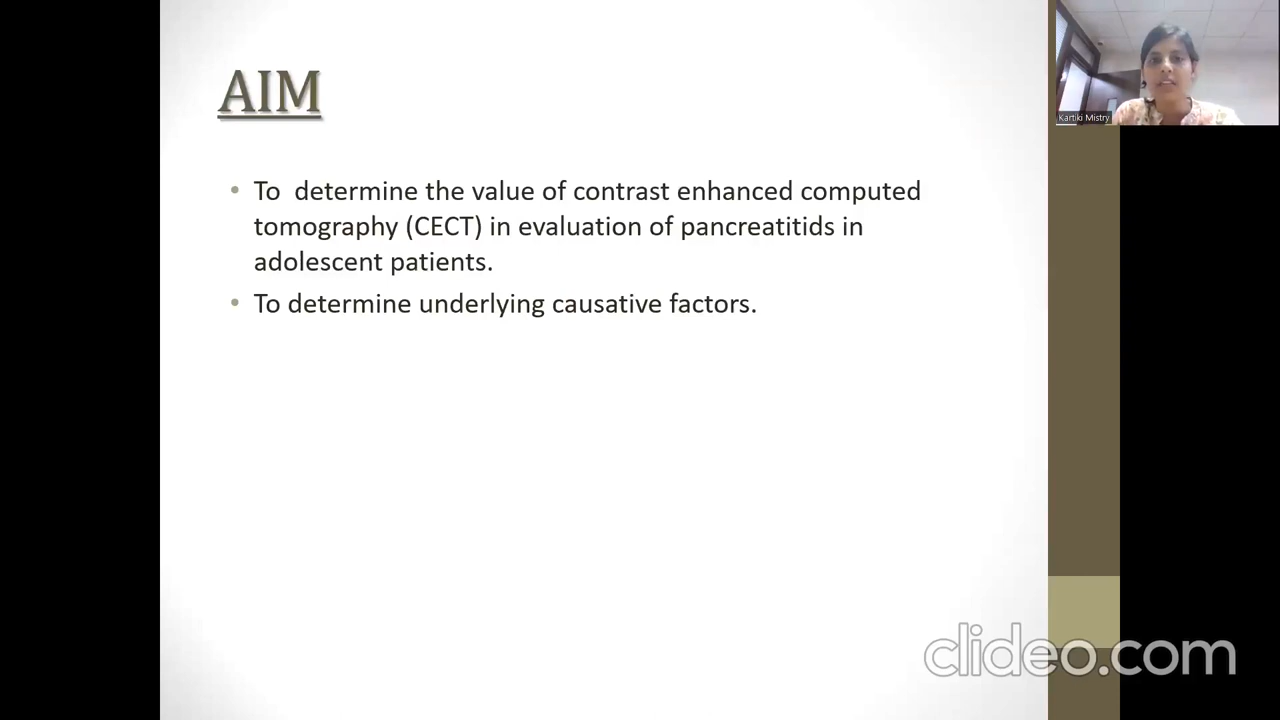 AIM
• To  determine the value of contrast enhanced computed
tomography (CECT) in evaluation of pancreatitids in
adolescent patients.
• To determine underlying causative factors.
Kartiki Mistry
clideo.com